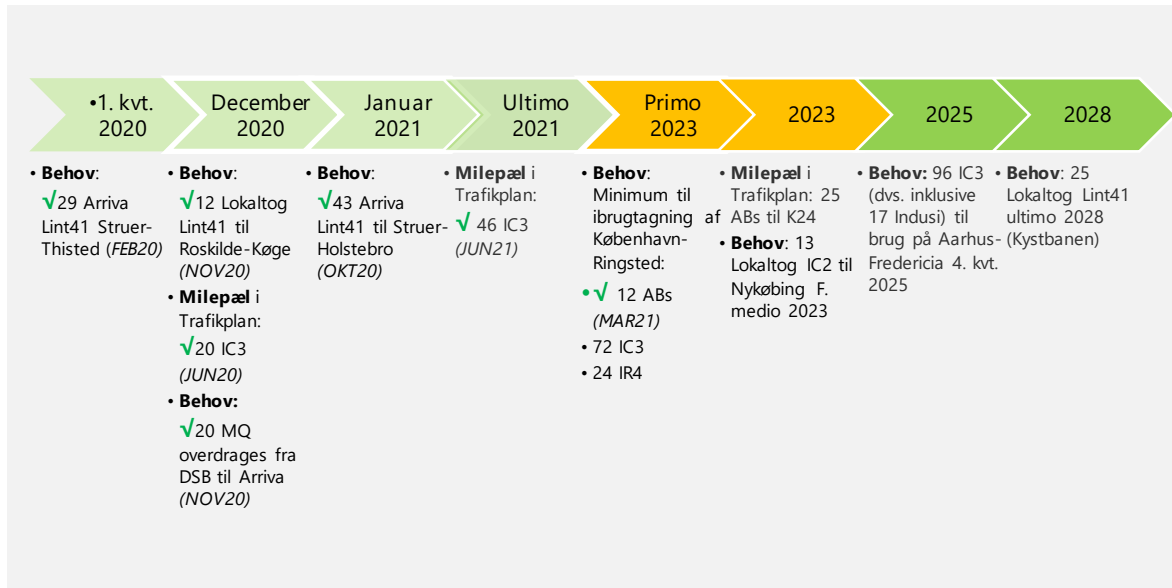 •1. kvt.
2020
December
2020
Januar
2021
Ultimo
2021
Primo
2023
2023
2025
2028
• Behov:
√29 Arriva
Lint41 Struer-
Thisted (FEB20)
• Behov:
√12 Lokaltog
Lint41 til
Roskilde-Køge
(NOV20)
• Milepæl i
Trafikplan:
√20 IC3
(JUN20)
• Behov:
√20 MQ
overdrages fra
DSB til Arriva
(NOV20)
• Behov:
√43 Arriva
Lint41 til Struer-
Holstebro
(OKT20)
• Milepæl i
Trafikplan:
√ 46 IC3
(JUN21)
• Behov:
Minimum til
ibrugtagning af
København-
Ringsted:
• √ 12 ABs
(MAR21)
• 72 IC3
• 24 IR4
• Milepæl i
Trafikplan: 25
ABs til K24
• Behov: 13
Lokaltog IC2 til
Nykøbing F.
medio 2023
• Behov: 96 IC3
(dvs. inklusive
17 Indusi) til
brug på Aarhus-
Fredericia 4. kvt.
2025
• Behov: 25
Lokaltog Lint41
ultimo 2028
(Kystbanen)